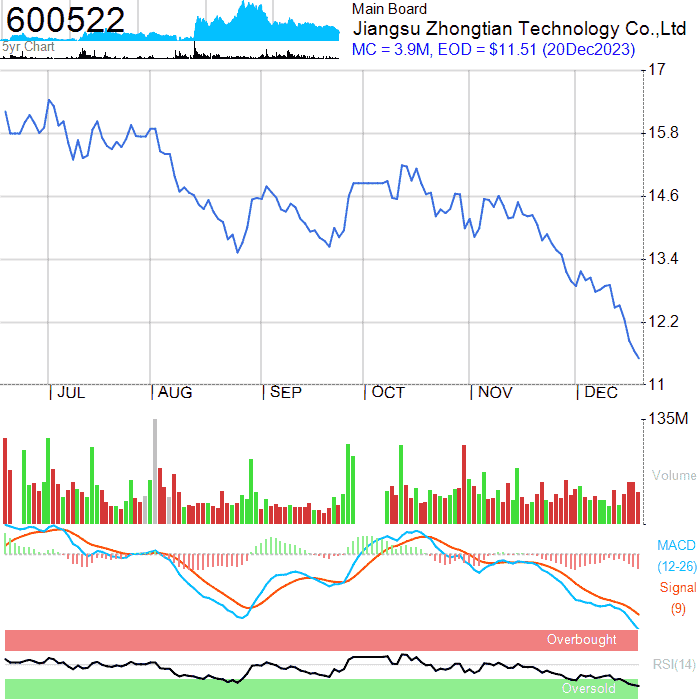 600522
5yr Chart
Main Board
Jiangsu Zhongtian Technology Co.,Ltd
MC = 3.9M, EOD = $11.51 (20Dec2023)
17
15.8
14.6
13.4
12.2
11
JUL
AUG
SEP
OCT
NOV
DEC
135M
Volume
MACD
(12-26)
Signal
(9)
Overbought
RSI(14)
Oversold